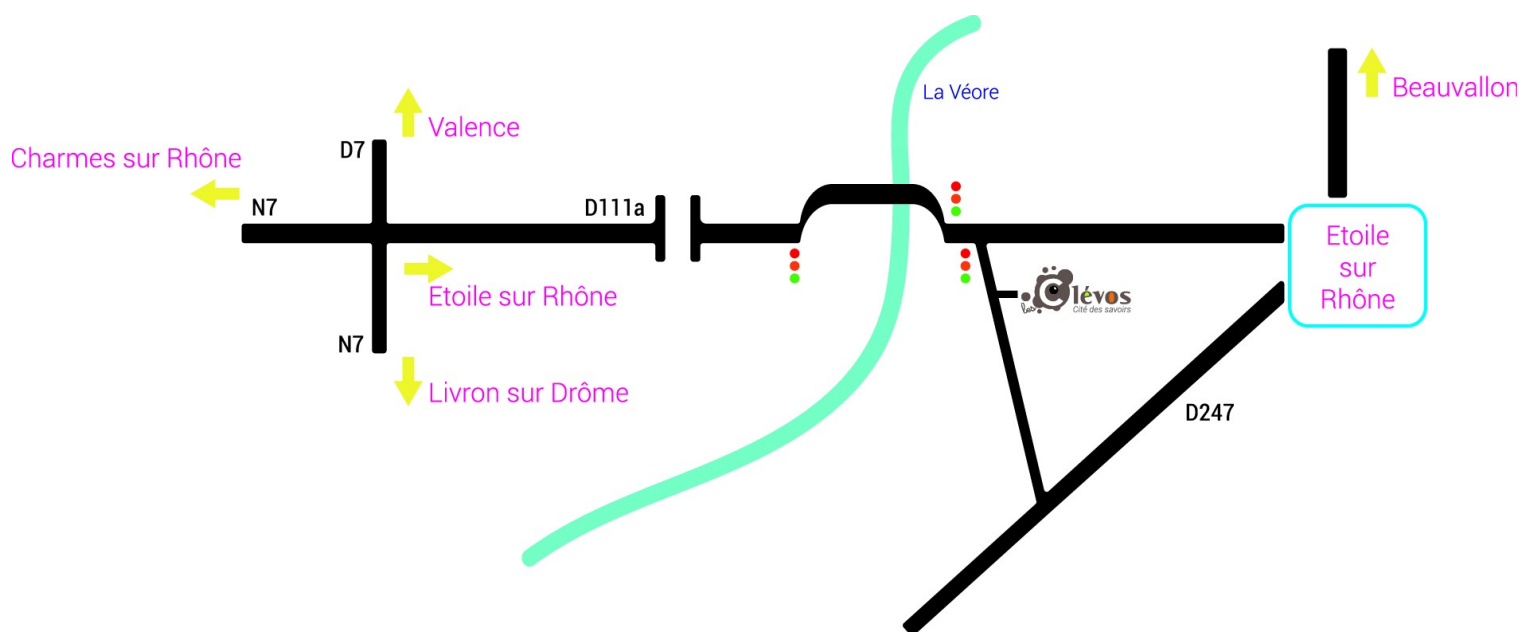 La Véore
Beauvallon
Valence
D7
Charmes sur Rhône
N7
D111a
Etoile
sur
Rhône
Etoile sur Rhône
les Clévos
Cité des savoirs
N7
Livron sur Drôme
D247